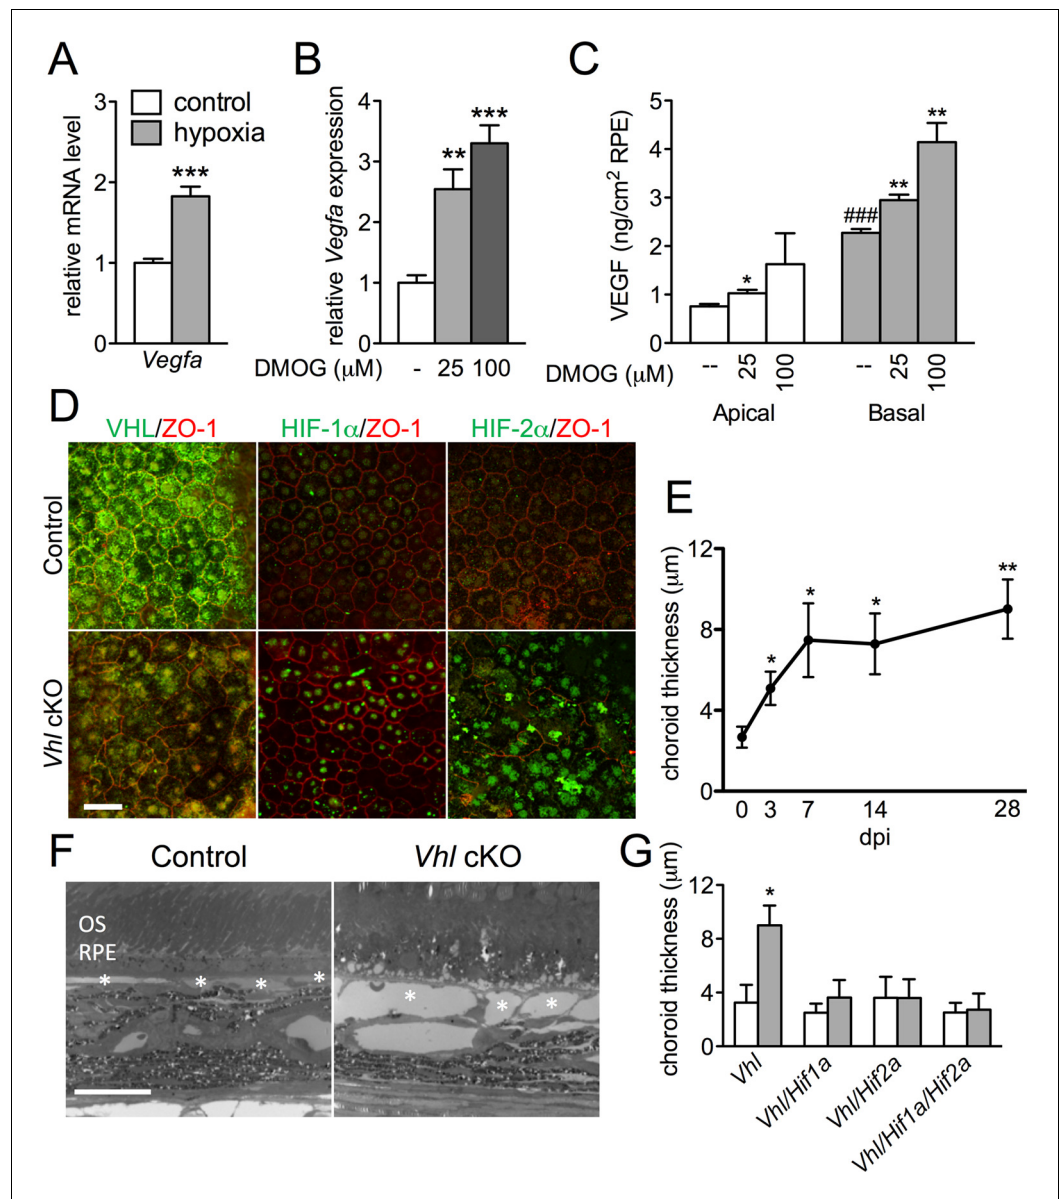 A
relative mRNA level
3
2
1
0
control
hypoxia
***
Vegfa
B
relative Vegfa expression
4
3
2
1
0
**
***
DMOG (μM) - 25 100
C
VEGF (ng/cm² RPE)
5
4
3
2
1
0
*
###
**
**
DMOG (μM) -- 25 100 -- 25 100
Apical Basal
D
VHL/ZO-1 HIF-1α/ZO-1 HIF-2α/ZO-1
Control
Vhl cKO
E
choroid thickness (μm)
12
8
4
0
*
*
*
**
0 3 7 14 28
dpi
F
Control Vhl cKO
OS
RPE
* * * *
* * *
G
choroid thickness (μm)
12
8
4
0
*
Vhl
Vhl/Hif1a
Vhl/Hif2a
Vhl/Hif1a/Hif2a